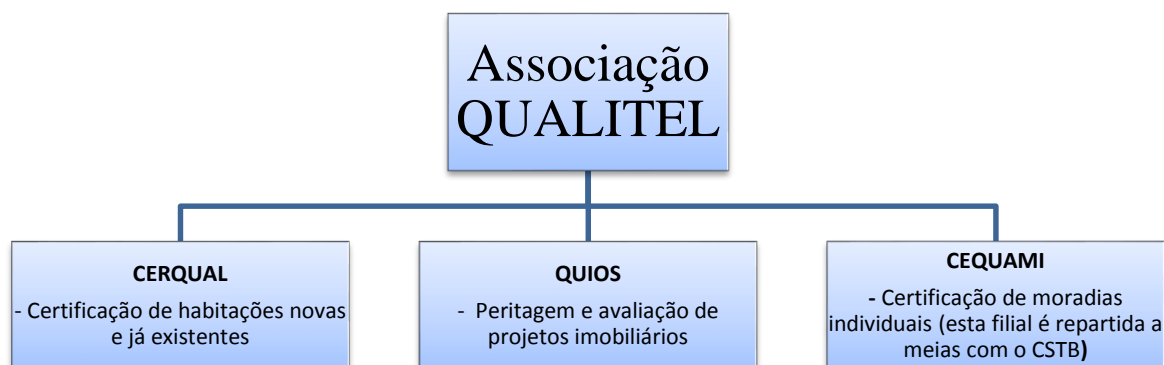 Associação
QUALITEL
CERQUAL
- Certificação de habitações novas
e já existentes
QUIOS
- Peritagem e avaliação de
projetos imobiliários
CEQUAMI
- Certificação de moradias
individuais (esta filial é repartida a
meias com o CSTB)